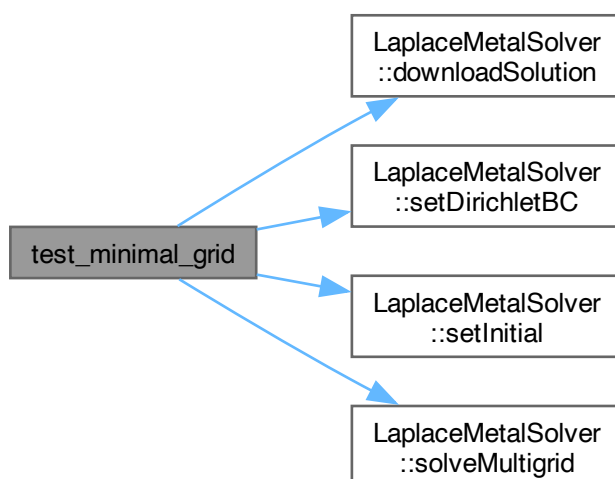 LaplaceMetalSolver
::downloadSolution
LaplaceMetalSolver
::setDirichletBC
test_minimal_grid
LaplaceMetalSolver
::setInitial
LaplaceMetalSolver
::solveMultigrid